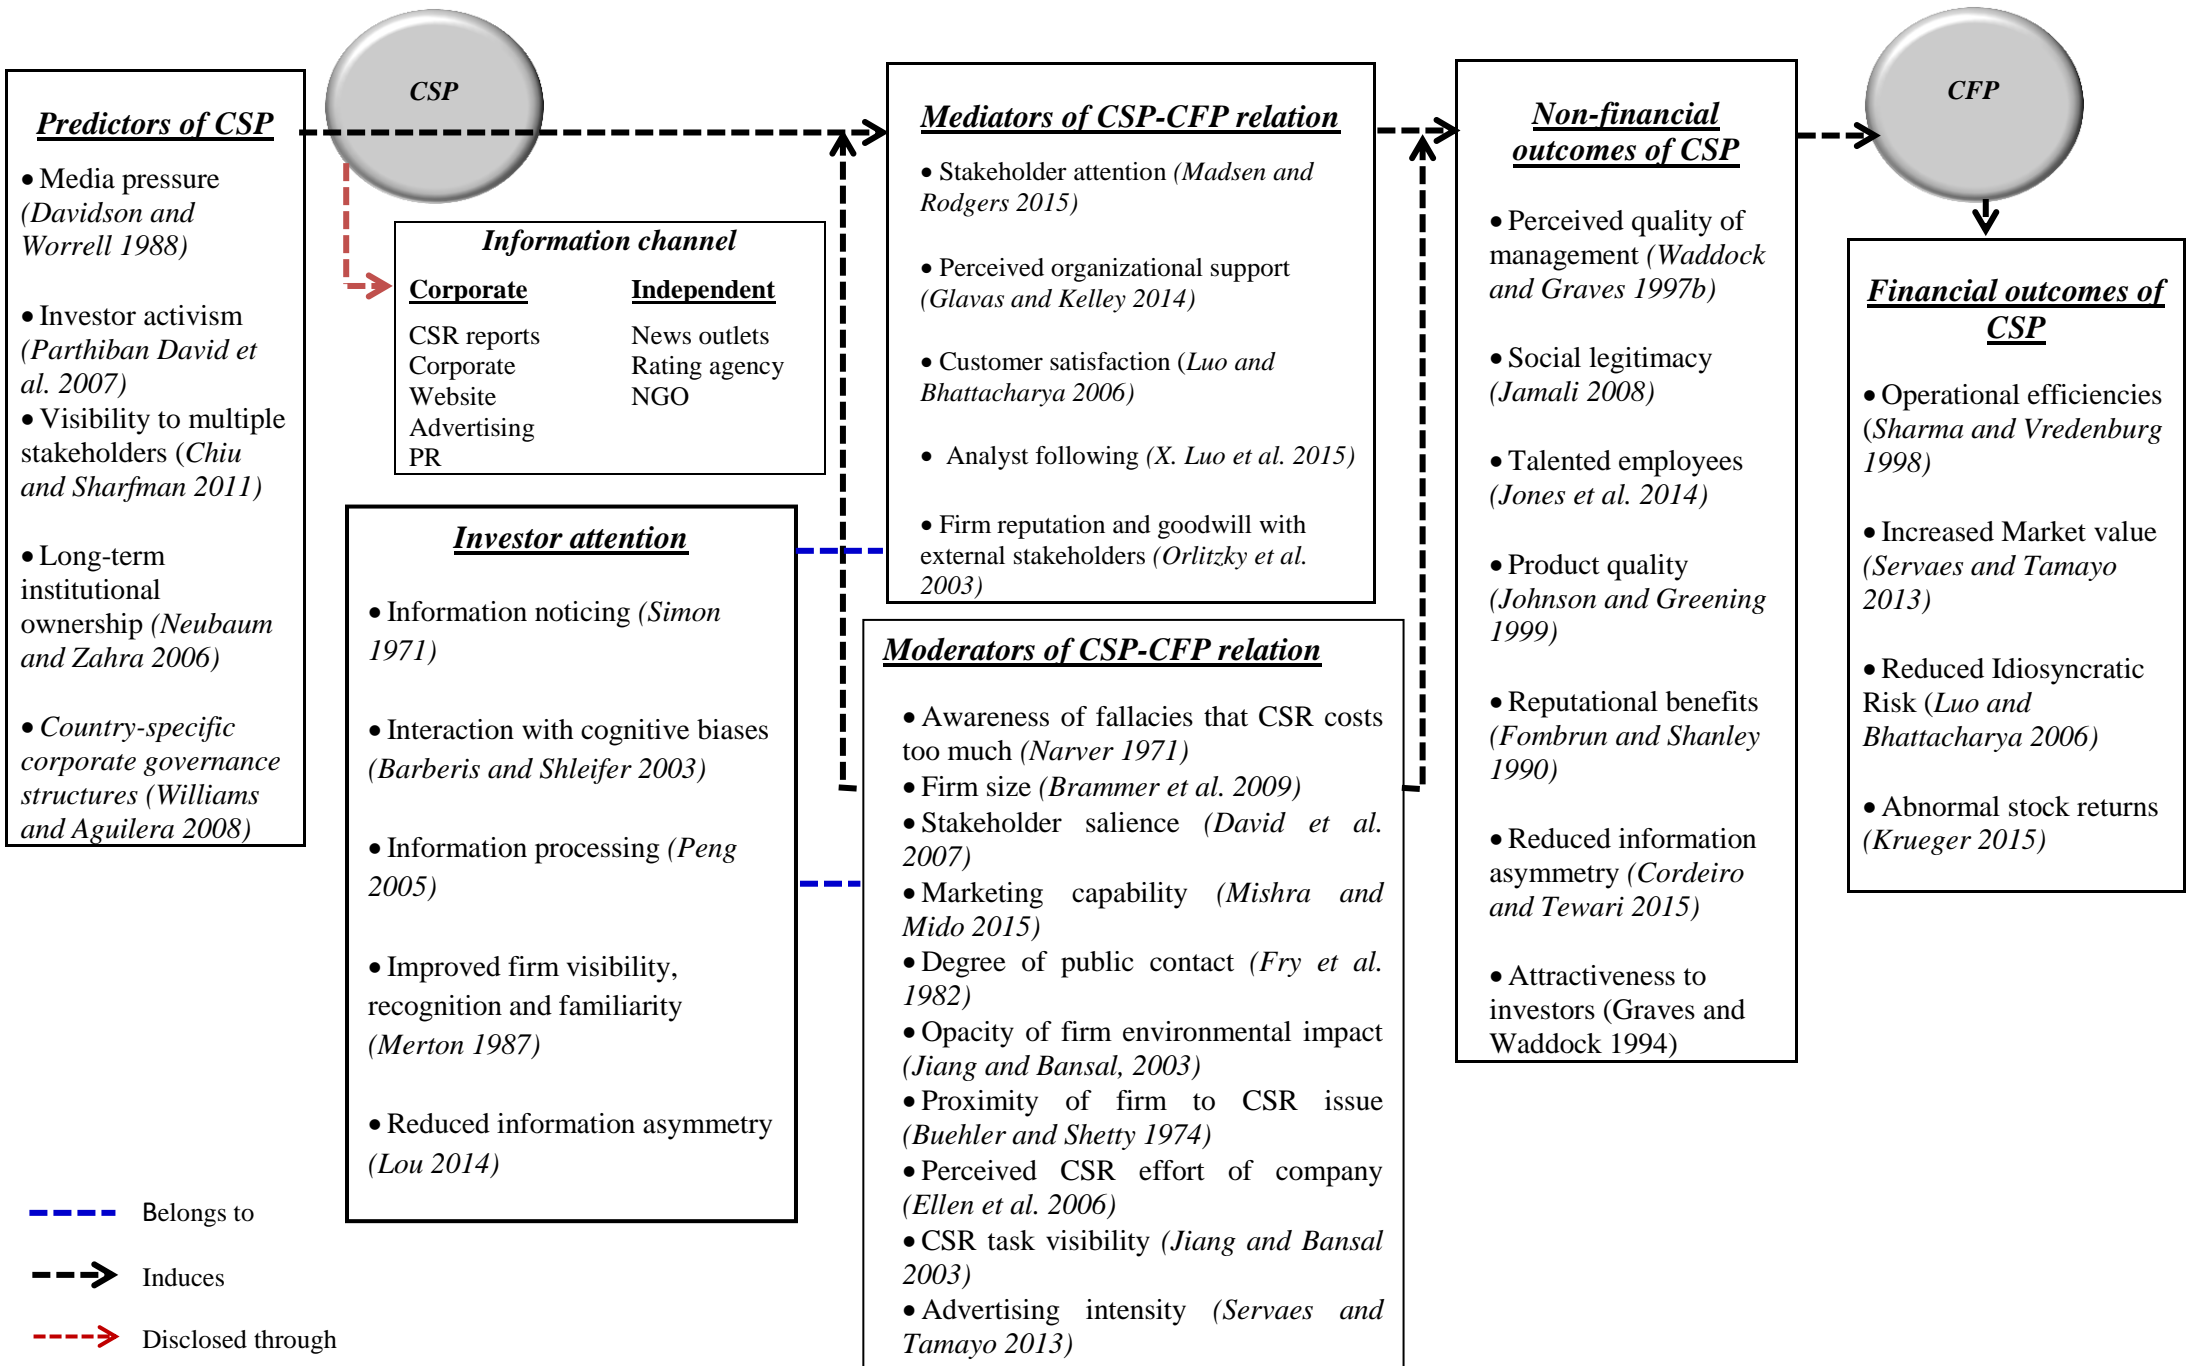 CSP
CFP
Predictors of CSP
• Media pressure
(Davidson and
Worrell 1988)
• Investor activism
(Parthiban David et
al. 2007)
• Visibility to multiple
stakeholders (Chiu
and Sharfman 2011)
• Long-term
institutional
ownership (Neubaum
and Zahra 2006)
• Country-specific
corporate governance
structures (Williams
and Aguilera 2008)
Information channel
Corporate
CSR reports
Corporate
Website
Advertising
PR
Independent
News outlets
Rating agency
NGO
Investor attention
• Information noticing (Simon
1971)
• Interaction with cognitive biases
(Barberis and Shleifer 2003)
• Information processing (Peng
2005)
• Improved firm visibility,
recognition and familiarity
(Merton 1987)
• Reduced information asymmetry
(Lou 2014)
Mediators of CSP-CFP relation
• Stakeholder attention (Madsen and
Rodgers 2015)
• Perceived organizational support
(Glavas and Kelley 2014)
• Customer satisfaction (Luo and
Bhattacharya 2006)
• Analyst following (X. Luo et al. 2015)
• Firm reputation and goodwill with
external stakeholders (Orlitzky et al.
2003)
Moderators of CSP-CFP relation
• Awareness of fallacies that CSR costs
too much (Narver 1971)
• Firm size (Brammer et al. 2009)
• Stakeholder salience (David et al.
2007)
• Marketing capability (Mishra and
Mido 2015)
• Degree of public contact (Fry et al.
1982)
• Opacity of firm environmental impact
(Jiang and Bansal, 2003)
• Proximity of firm to CSR issue
(Buehler and Shetty 1974)
• Perceived CSR effort of company
(Ellen et al. 2006)
• CSR task visibility (Jiang and Bansal
2003)
• Advertising intensity (Servaes and
Tamayo 2013)
Non-financial
outcomes of CSP
• Perceived quality of
management (Waddock
and Graves 1997b)
• Social legitimacy
(Jamali 2008)
• Talented employees
(Jones et al. 2014)
• Product quality
(Johnson and Greening
1999)
• Reputational benefits
(Fombrun and Shanley
1990)
• Reduced information
asymmetry (Cordeiro
and Tewari 2015)
• Attractiveness to
investors (Graves and
Waddock 1994)
Financial outcomes of
CSP
• Operational efficiencies
(Sharma and Vredenburg
1998)
• Increased Market value
(Servaes and Tamayo
2013)
• Reduced Idiosyncratic
Risk (Luo and
Bhattacharya 2006)
• Abnormal stock returns
(Krueger 2015)
Belongs to
Induces
Disclosed through